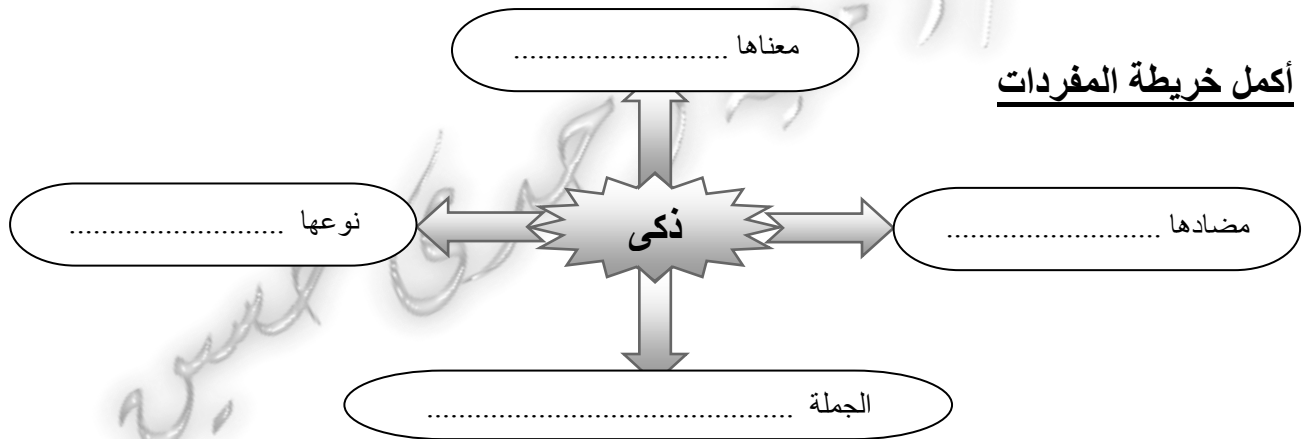 معناها ...........................
أكمل خريطة المفردات
مضادها ...........................
ذكى
نوعها ...........................
الجملة ..............................................